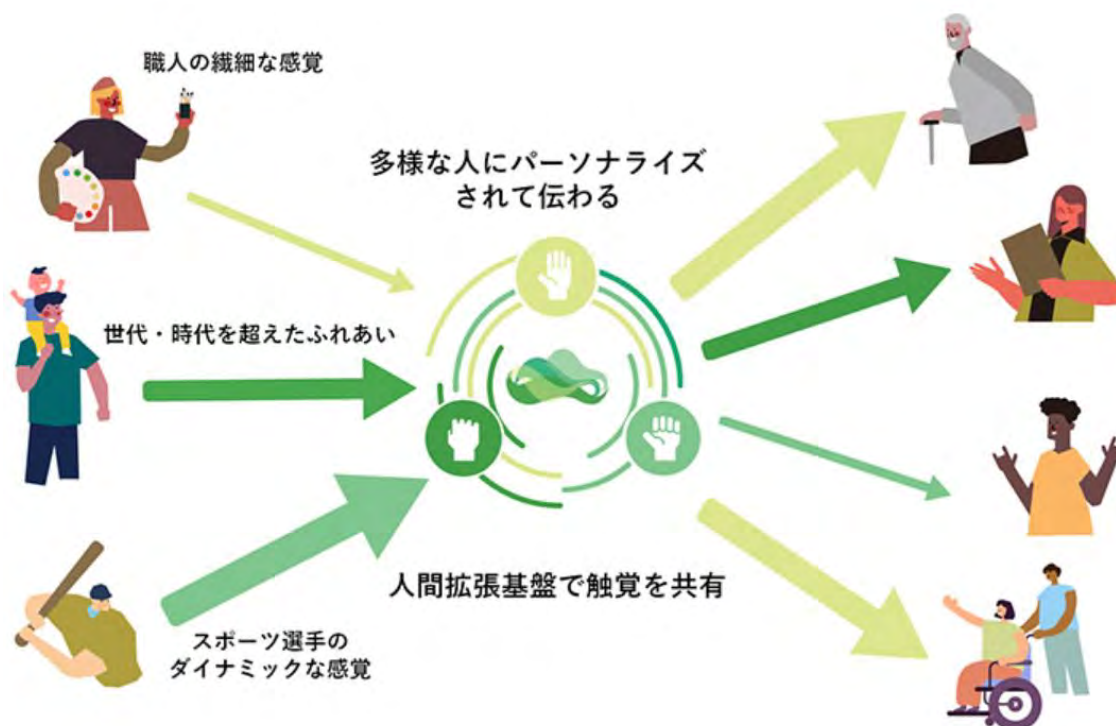 職人の繊細な感覚
多様な人にパーソナライズ
されて伝わる
世代・時代を超えたふれあい
人間拡張基盤で触覚を共有
スポーツ選手の
ダイナミックな感覚